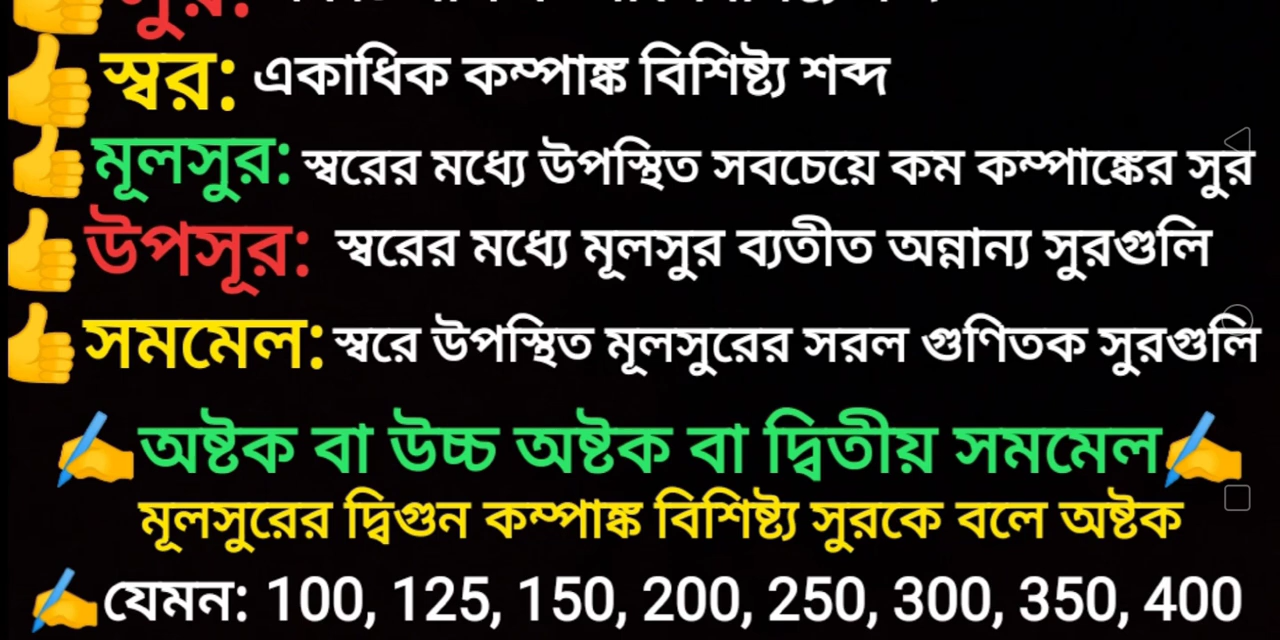 সুর:
স্বর: একাধিক কম্পাঙ্ক বিশিষ্ট্য শব্দ
মূলসুর: স্বরের মধ্যে উপস্থিত সবচেয়ে কম কম্পাঙ্কের সুর
উপসূর: স্বরের মধ্যে মূলসুর ব্যতীত অন্নান্য সুরগুলি
সমমেল: স্বরে উপস্থিত মূলসুরের সরল গুণিতক সুরগুলি
অষ্টক বা উচ্চ অষ্টক বা দ্বিতীয় সমমেল
মূলসুরের দ্বিগুন কম্পাঙ্ক বিশিষ্ট্য সুরকে বলে অষ্টক
যেমন: 100, 125, 150, 200, 250, 300, 350, 400